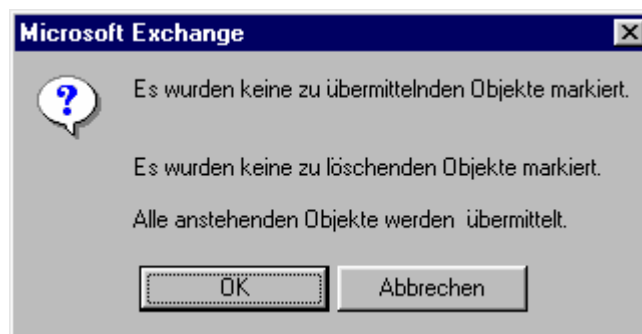 Microsoft Exchange
Es wurden keine zu übermittelnden Objekte markiert.
Es wurden keine zu löschenden Objekte markiert.
Alle anstehenden Objekte werden übermittelt.
OK
Abbrechen